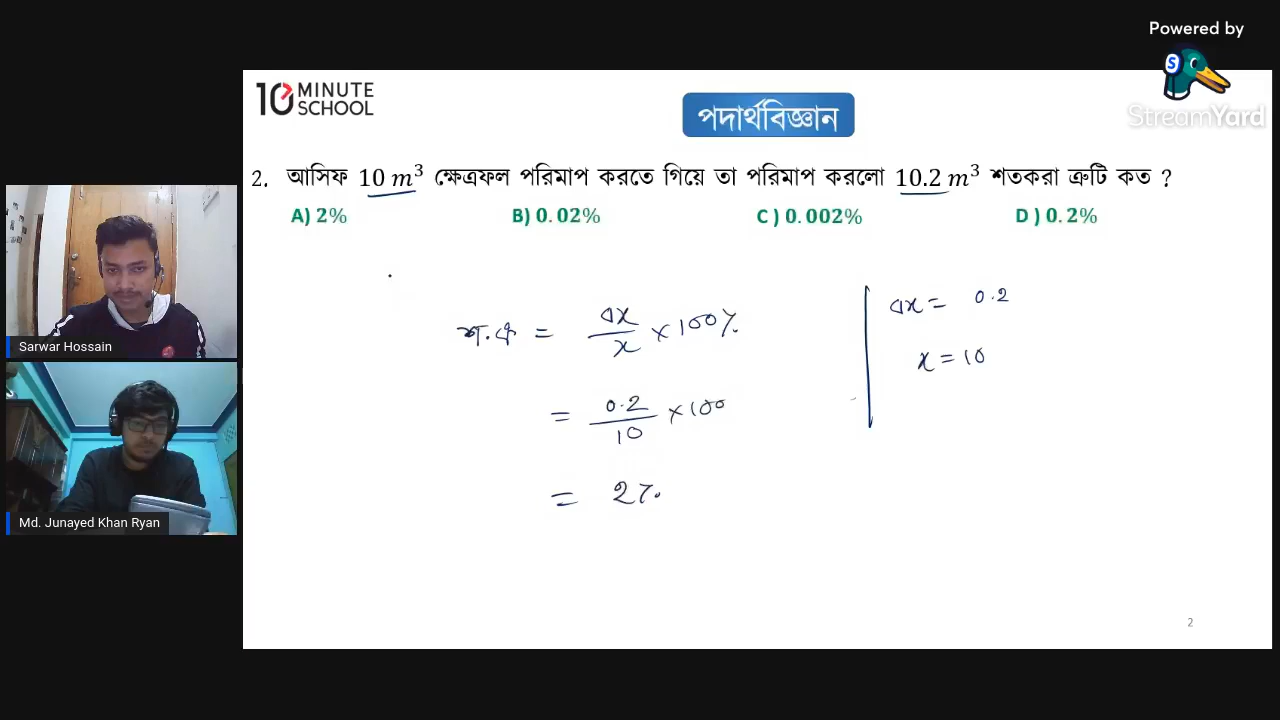 Powered by
StreamYard
10 MINUTE
SCHOOL
পদার্থবিজ্ঞান
2. আসিফ 10 m³ ক্ষেত্রফল পরিমাপ করতে গিয়ে তা পরিমাপ করলো 10.2 m³ শতকরা ত্রুটি কত ?
A) 2% B) 0.02% C ) 0.002% D ) 0.2%
Δx = 0.2
শ.ত্রু = Δx/x × 100%
x = 10
= 0.2/10 × 100
= 2%
Sarwar Hossain
Md. Junayed Khan Ryan
2